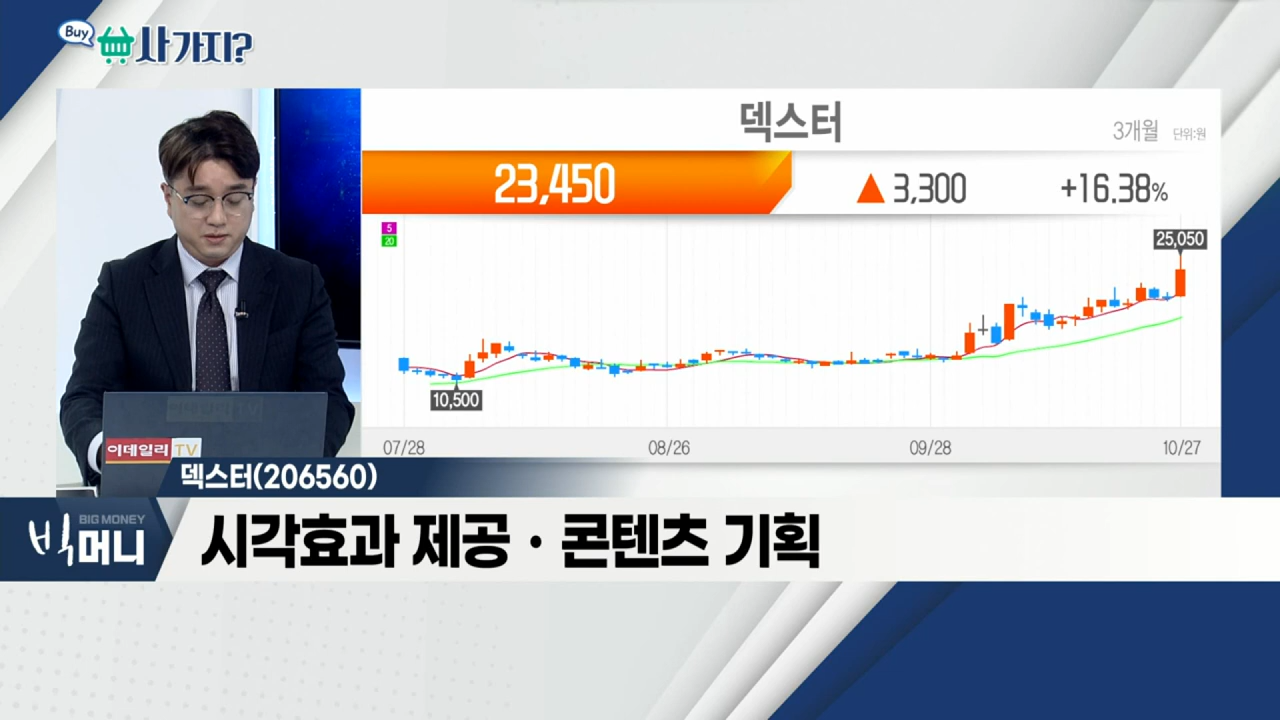 Buy 사가지?
덱스터
3개월 단위:원
23,450 ▲ 3,300 +16.38%
5
20
25,050
10,500
07/28 08/26 09/28 10/27
이데일리 TV
덱스터(206560)
BIG MONEY
빅머니
시각효과 제공·콘텐츠 기획